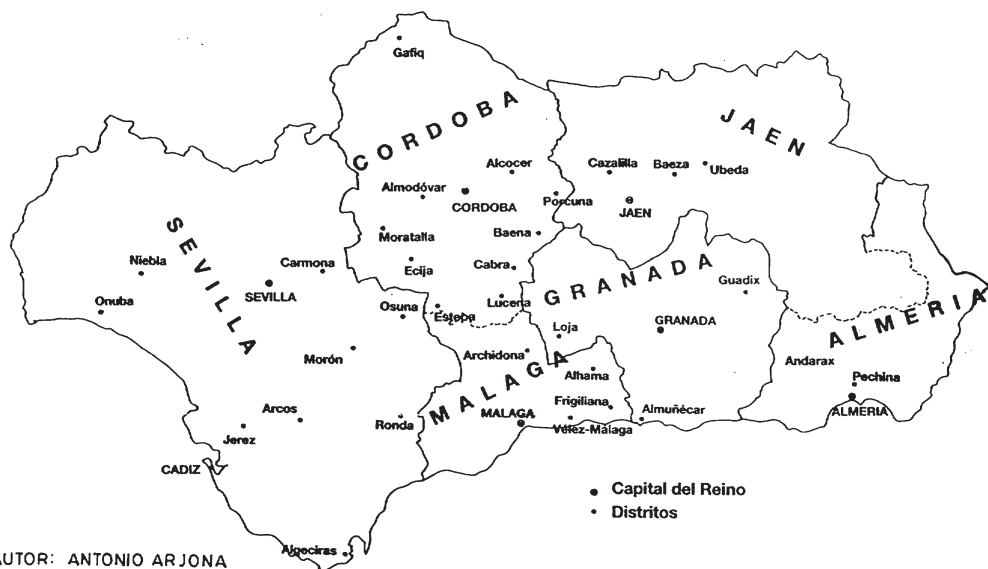 Gafiq
CORDOBA
JAEN
Alcocer
Cazalilla
Baeza
Ubeda
Almodóvar
CORDOBA
Porcuna
JAEN
SEVILLA
Moratalla
Baena
Niebla
Carmona
Ecija
Cabra
GRANADA
Guadix
Onuba
SEVILLA
Osuna
Estepa
Lucena
ALMERIA
Loja
GRANADA
Morón
Archidona
MALAGA
Alhama
Andarax
Pechina
Arcos
Ronda
MALAGA
Frigiliana
Almuñécar
ALMERIA
Jerez
Vélez-Málaga
CADIZ
Capital del Reino
Distritos
Algeciras
AUTOR: ANTONIO ARJONA